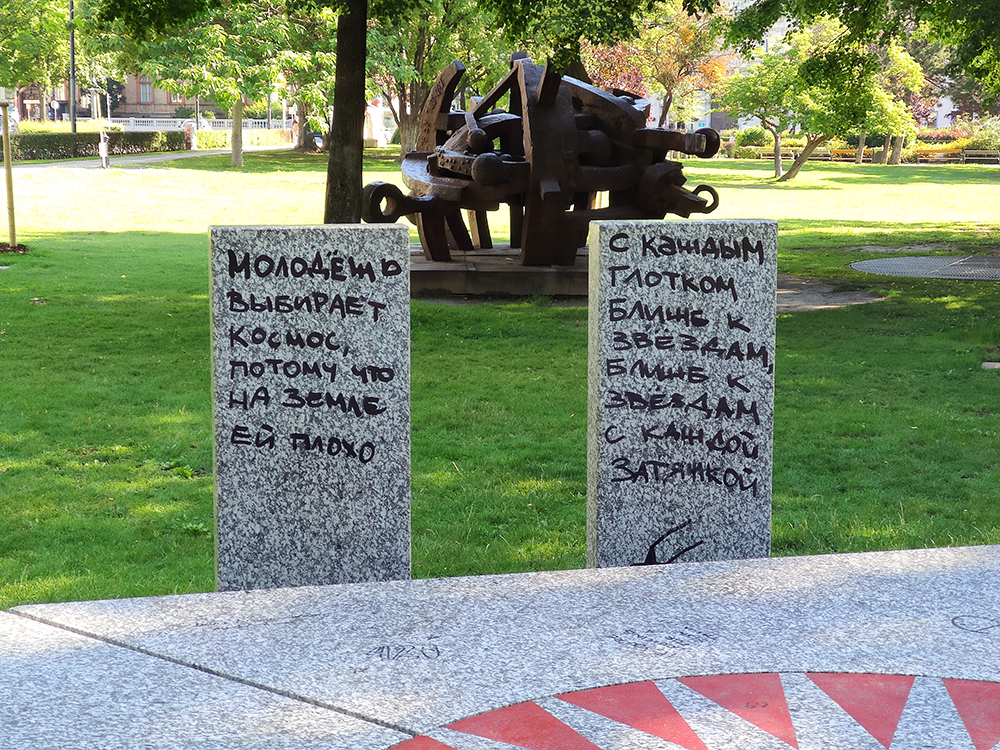 МОЛОДЁЖЬ
ВЫБИРАЕТ
КОСМОС,
ПОТОМУ ЧТО
НА ЗЕМЛЕ
ЕЙ ПЛОХО
С КАЖДЫМ
ГЛОТКОМ
БЛИЖЕ К
ЗВЁЗДАМ,
БЛИЖЕ К
ЗВЁЗДАМ
С КАЖДОЙ
ЗАТЯЖКОЙ